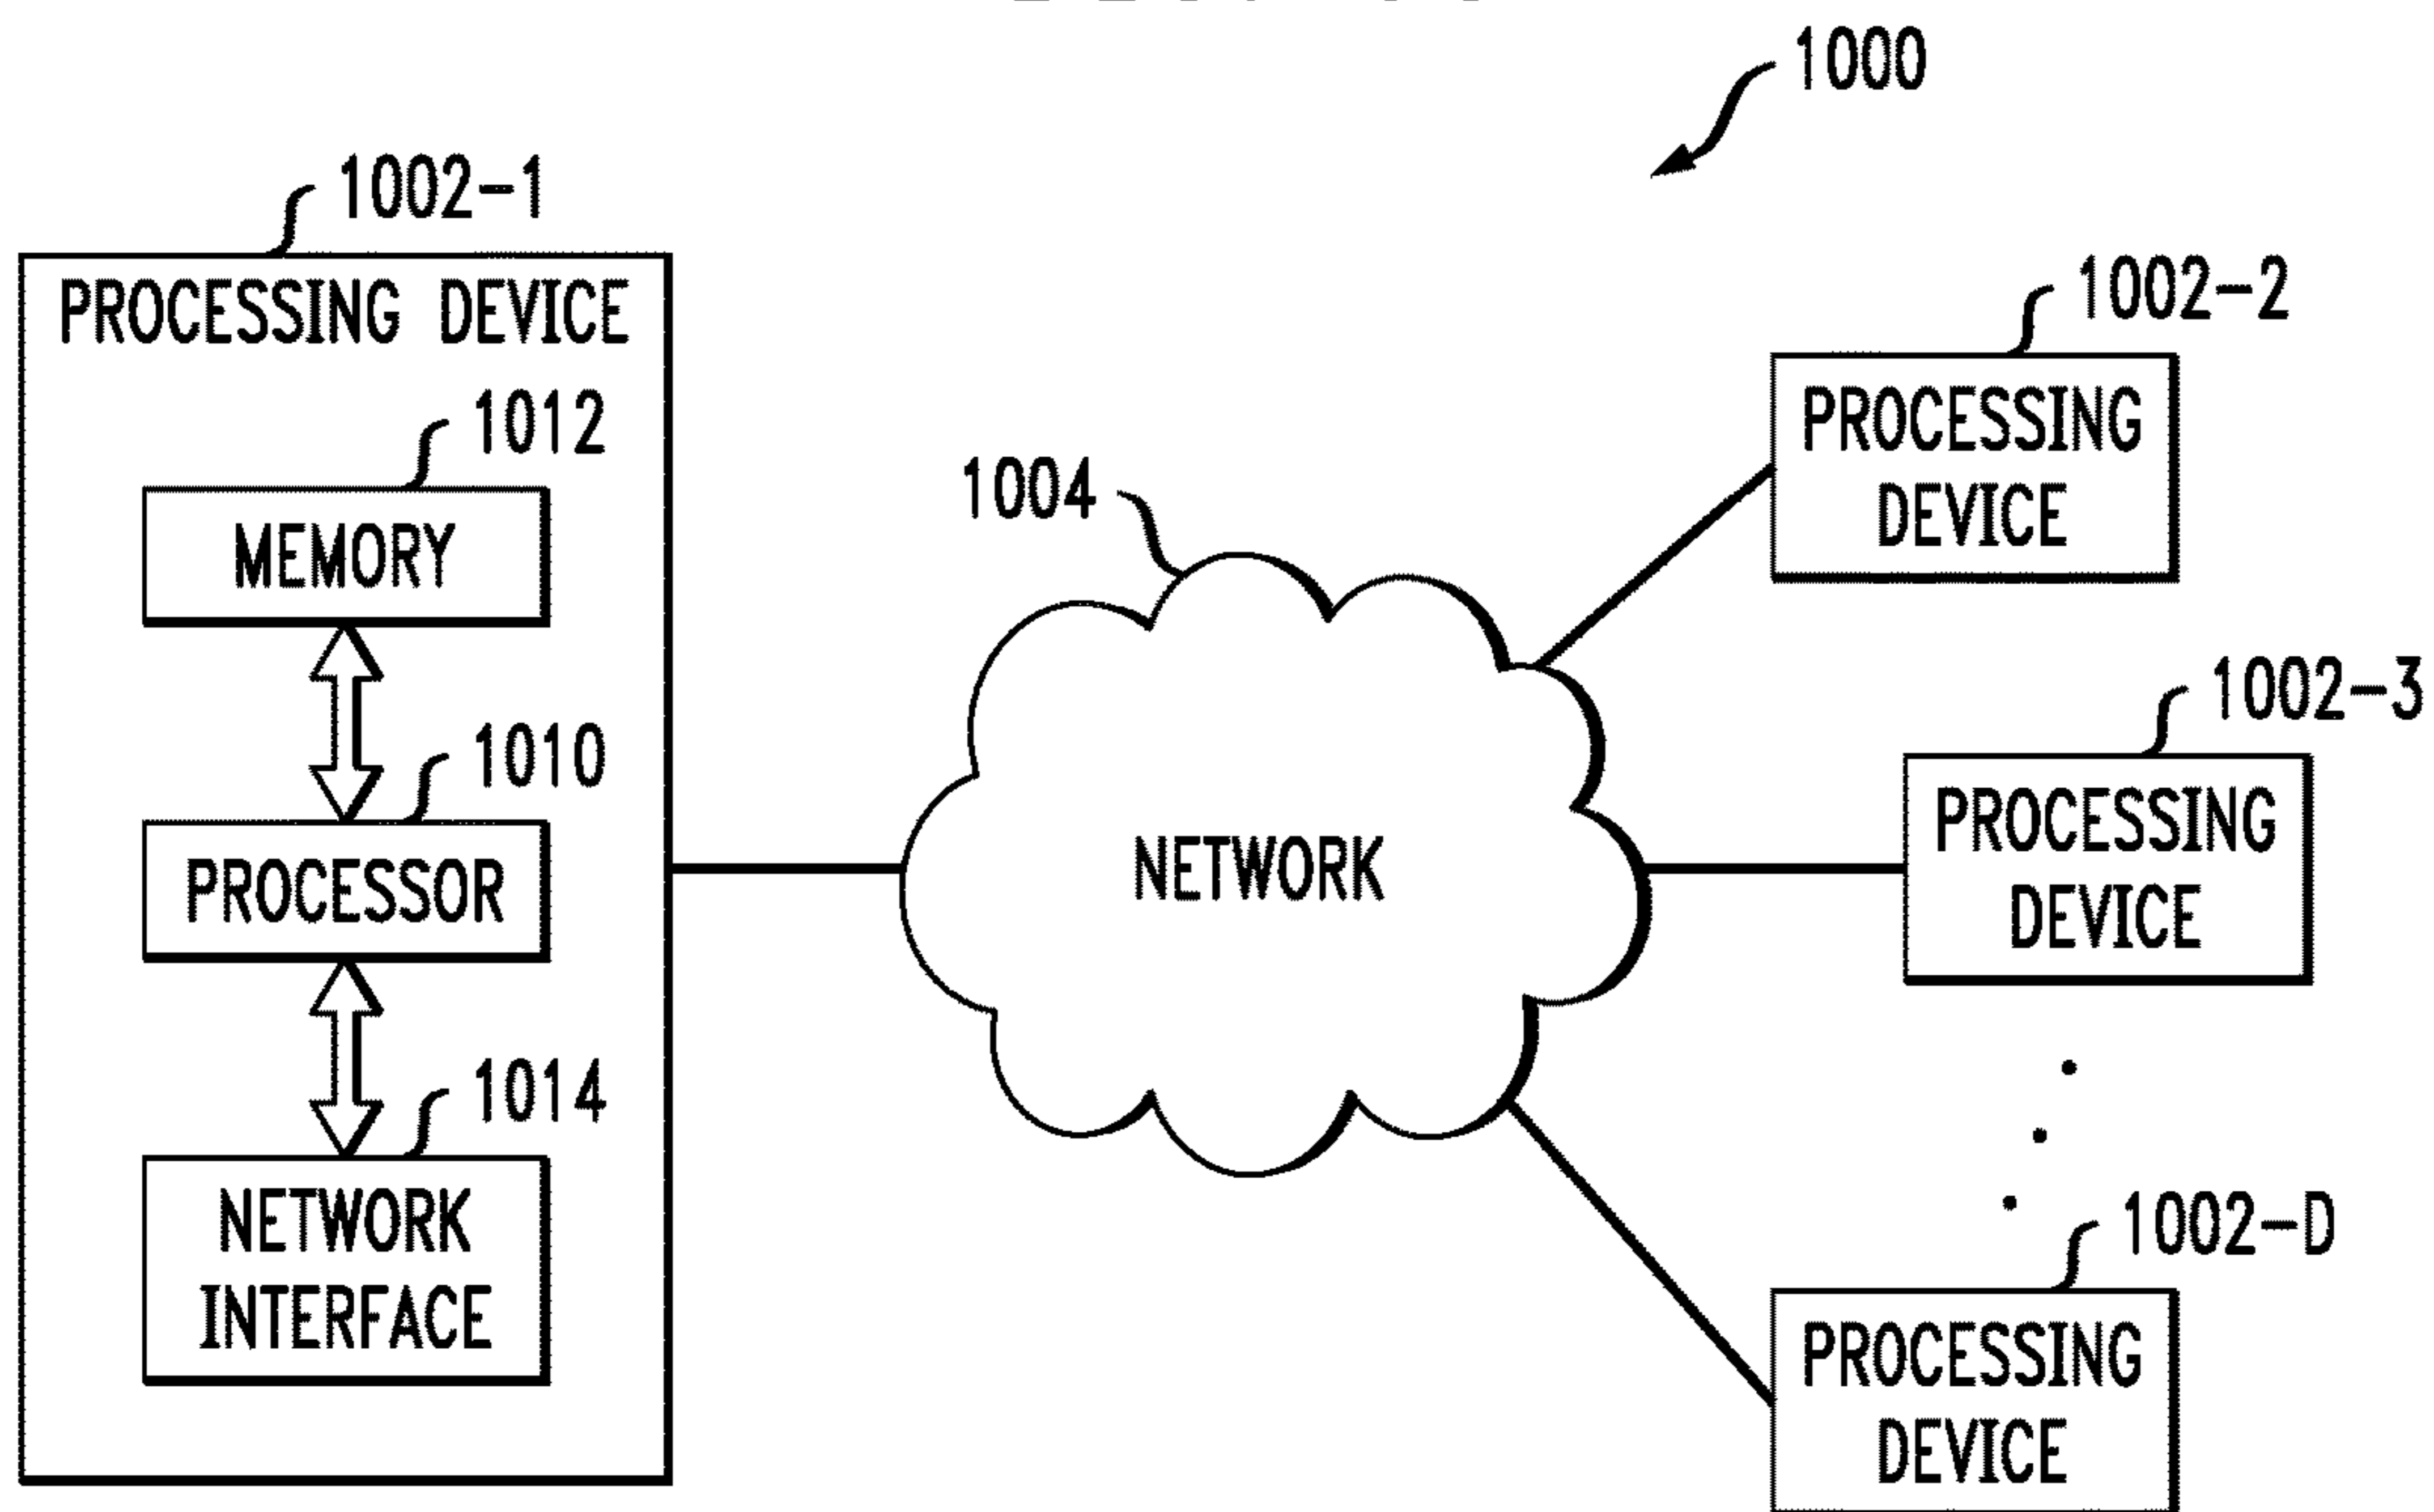 1000
1002-1
PROCESSING DEVICE
1012
MEMORY
1010
PROCESSOR
1014
NETWORK
INTERFACE
1004
NETWORK
1002-2
PROCESSING
DEVICE
1002-3
PROCESSING
DEVICE
1002-D
PROCESSING
DEVICE